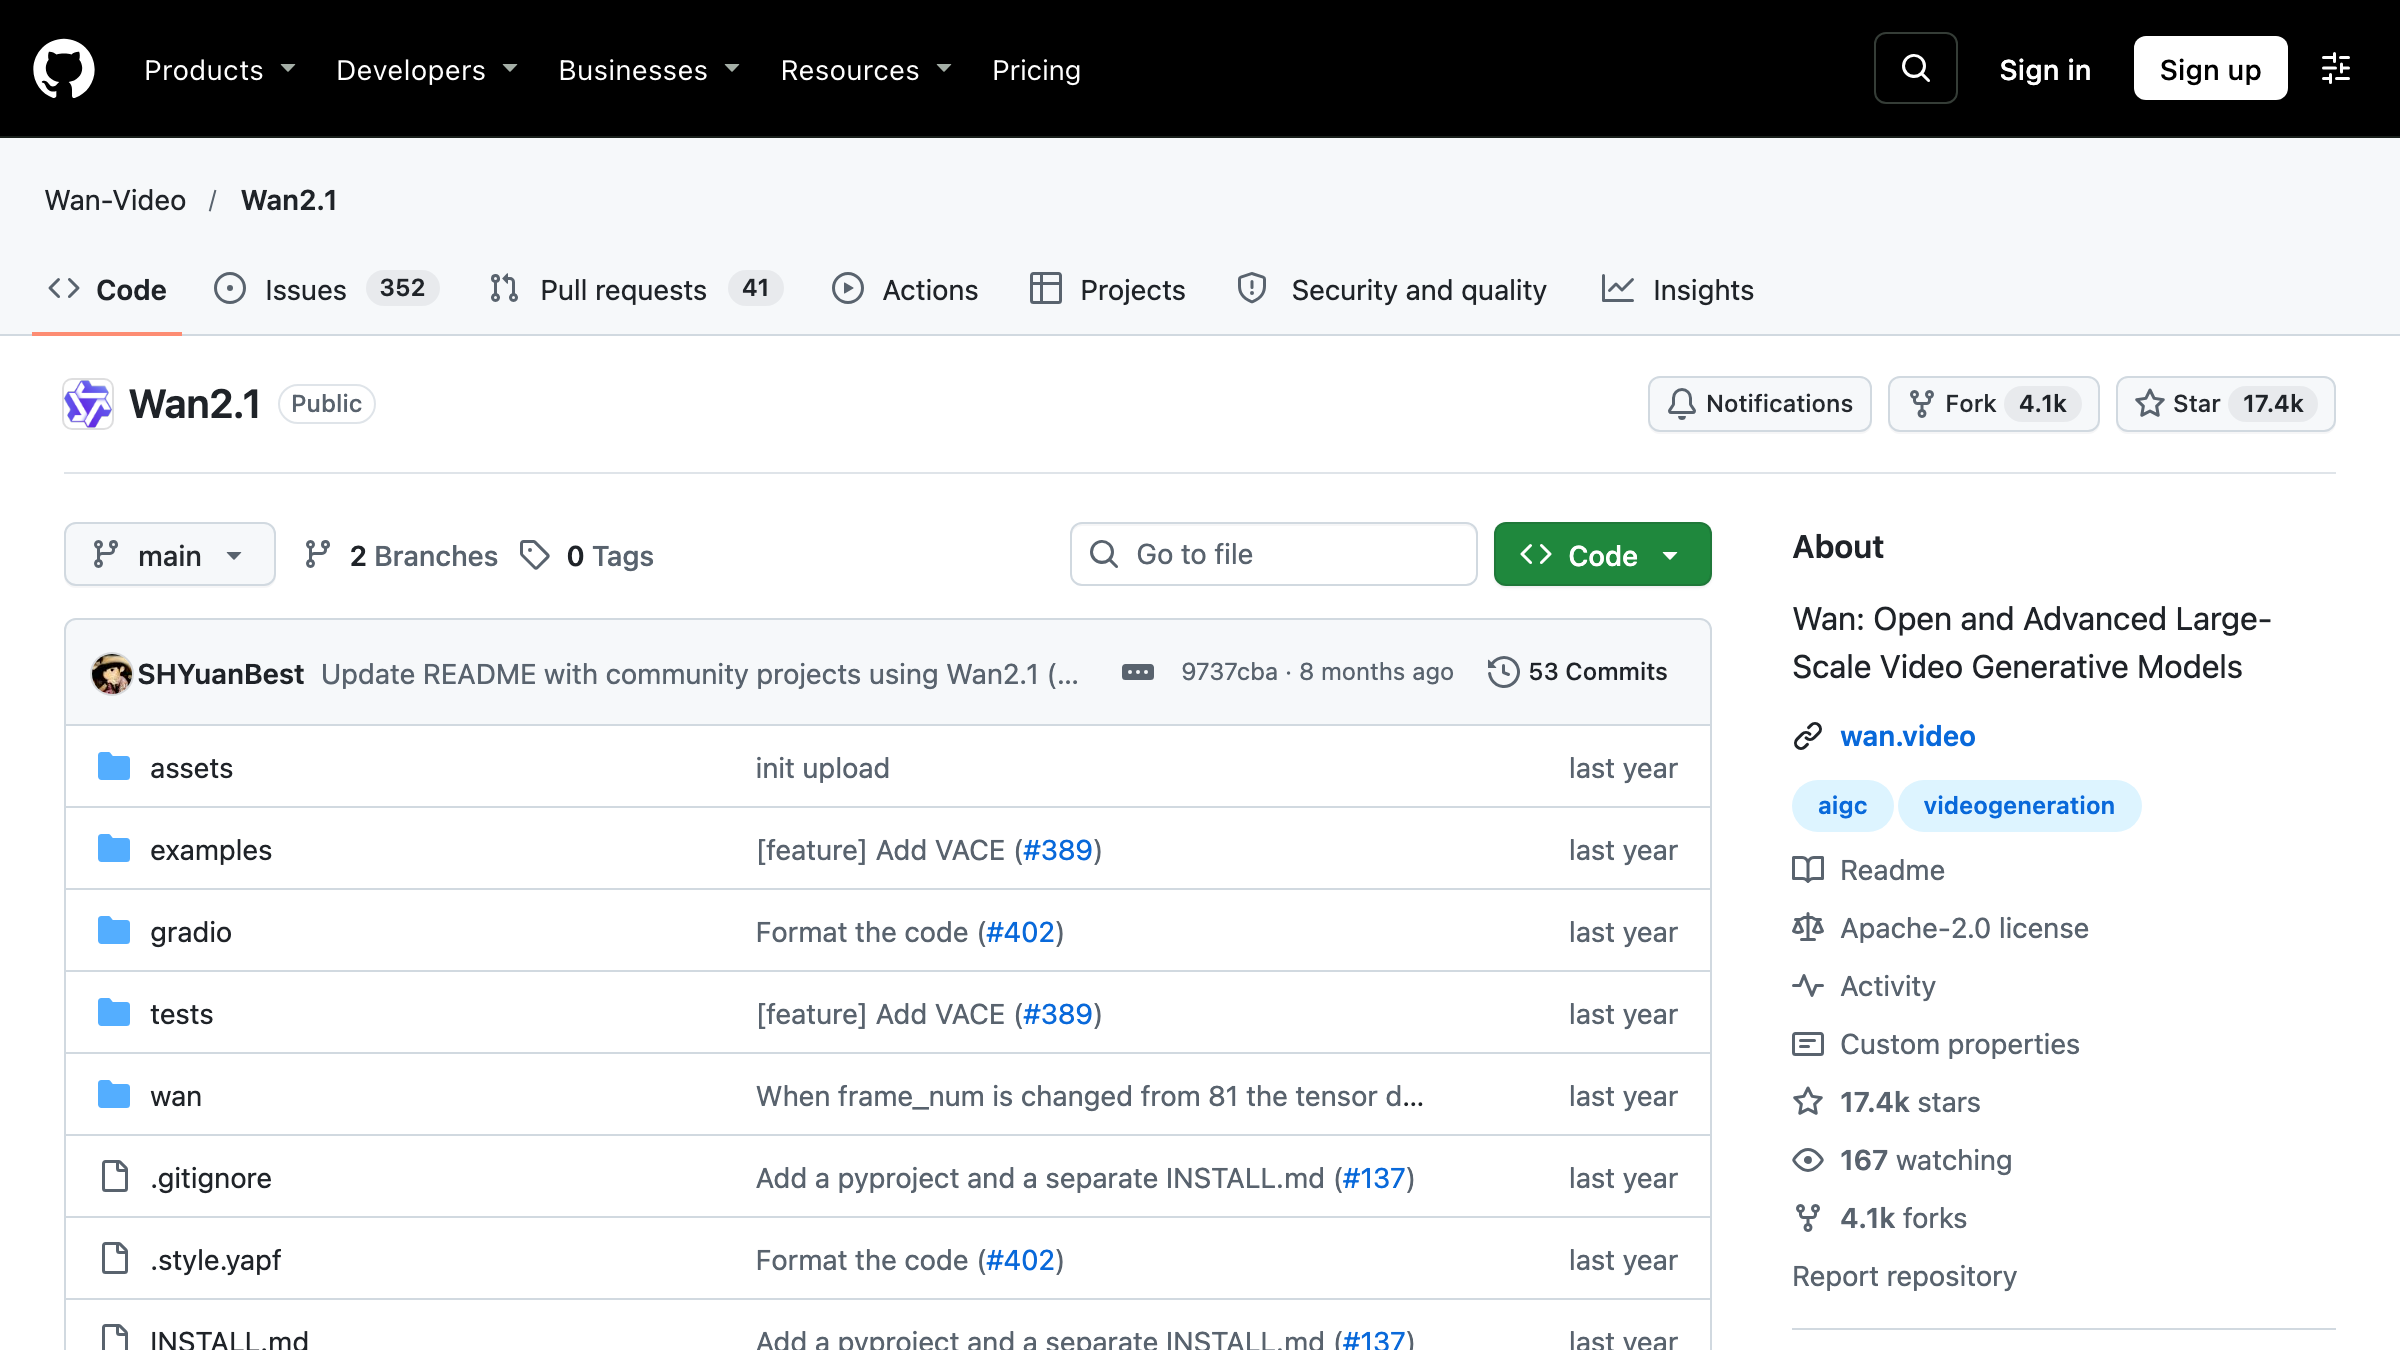 Products Developers Businesses Resources Pricing Sign in Sign up
Wan-Video / Wan2.1
Code Issues 352 Pull requests 41 Actions Projects Security and quality Insights
Wan2.1 Public Notifications Fork 4.1k Star 17.4k
main 2 Branches 0 Tags Go to file Code
SHYuanBest Update README with community projects using Wan2.1 (... 9737cba · 8 months ago 53 Commits
assets init upload last year
examples [feature] Add VACE (#389) last year
gradio Format the code (#402) last year
tests [feature] Add VACE (#389) last year
wan When frame_num is changed from 81 the tensor d... last year
.gitignore Add a pyproject and a separate INSTALL.md (#137) last year
.style.yapf Format the code (#402) last year
INSTALL.md Add a pyproject and a separate INSTALL.md (#137) last year
About
Wan: Open and Advanced Large-
Scale Video Generative Models
wan.video
aigc videogeneration
Readme
Apache-2.0 license
Activity
Custom properties
17.4k stars
167 watching
4.1k forks
Report repository